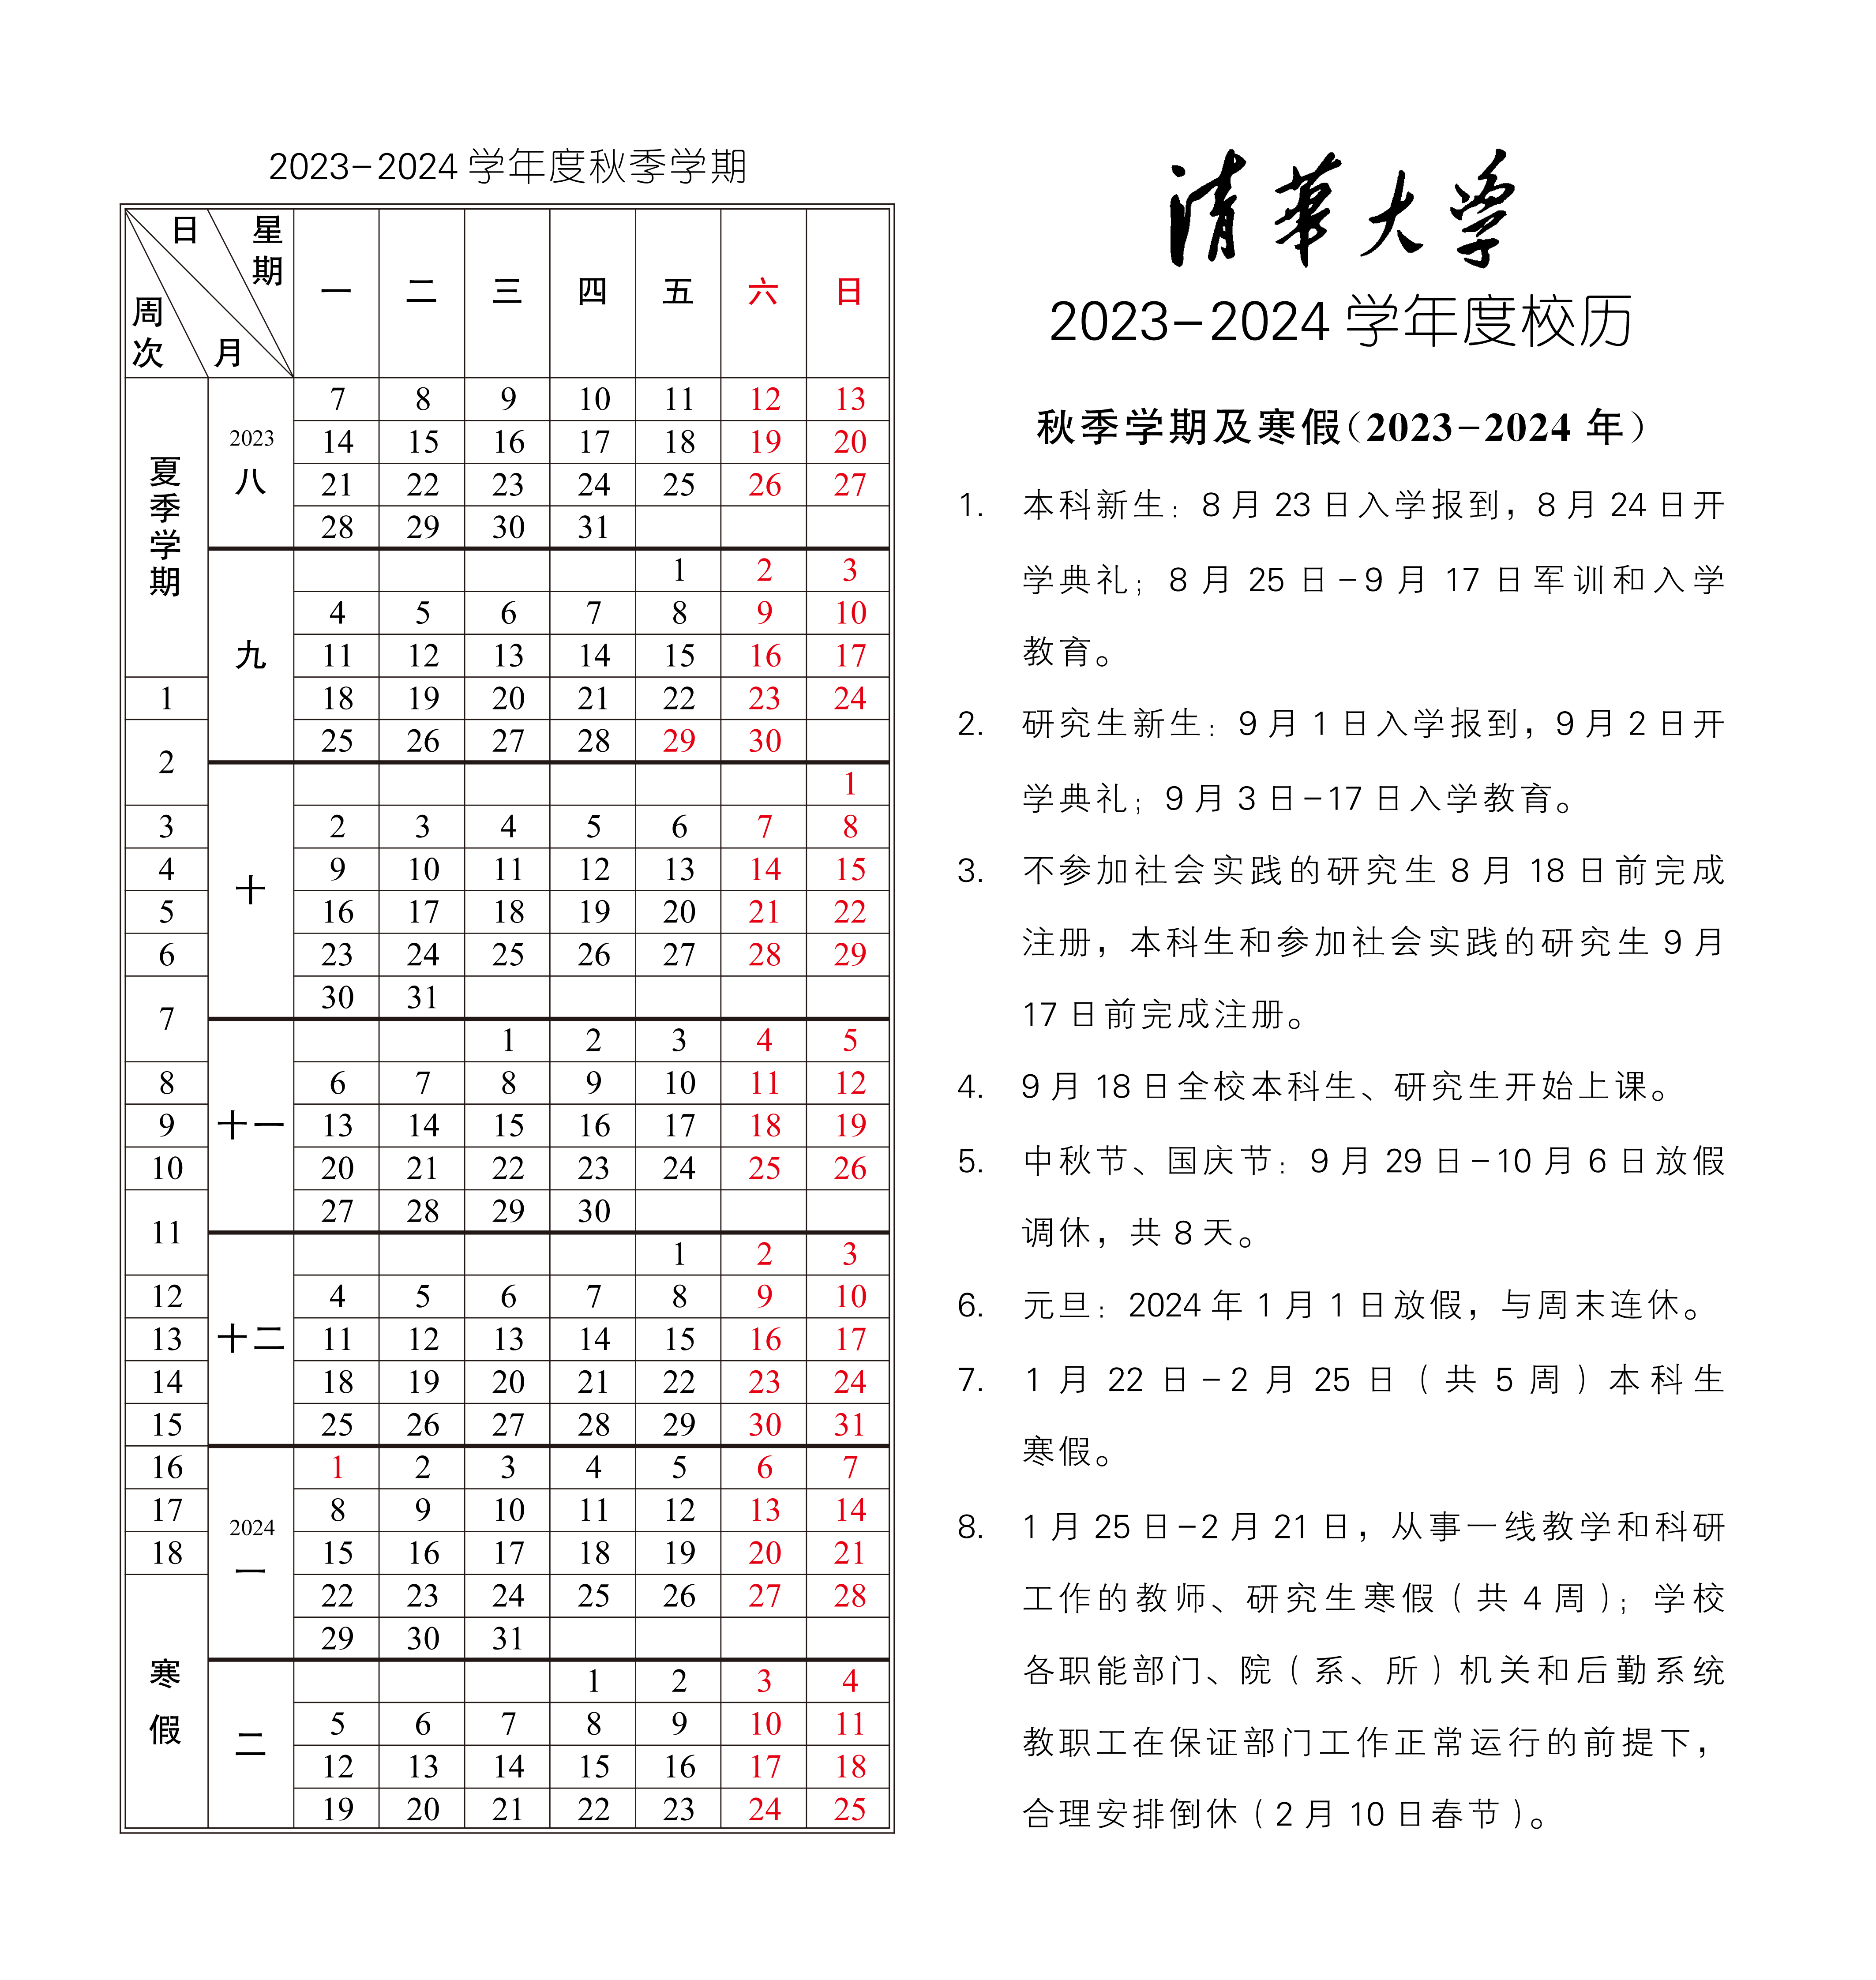 2023-2024 学年度秋季学期
日 星期 周次 月 一 二 三 四 五 六 日
夏季学期 2023 八 7 8 9 10 11 12 13
14 15 16 17 18 19 20
21 22 23 24 25 26 27
28 29 30 31
九 1 2 3
4 5 6 7 8 9 10
11 12 13 14 15 16 17
1 18 19 20 21 22 23 24
2 25 26 27 28 29 30
十 1
3 2 3 4 5 6 7 8
4 9 10 11 12 13 14 15
5 16 17 18 19 20 21 22
6 23 24 25 26 27 28 29
7 30 31
十一 1 2 3 4 5
8 6 7 8 9 10 11 12
9 13 14 15 16 17 18 19
10 20 21 22 23 24 25 26
11 27 28 29 30
十二 1 2 3
12 4 5 6 7 8 9 10
13 11 12 13 14 15 16 17
14 18 19 20 21 22 23 24
15 25 26 27 28 29 30 31
16 2024 一 1 2 3 4 5 6 7
17 8 9 10 11 12 13 14
18 15 16 17 18 19 20 21
寒假 22 23 24 25 26 27 28
29 30 31
二 1 2 3 4
5 6 7 8 9 10 11
12 13 14 15 16 17 18
19 20 21 22 23 24 25
清華大学
2023-2024 学年度校历
秋季学期及寒假(2023-2024 年)
1. 本科新生：8 月 23 日入学报到，8 月 24 日开
学典礼；8 月 25 日-9 月 17 日军训和入学
教育。
2. 研究生新生：9 月 1 日入学报到，9 月 2 日开
学典礼；9 月 3 日-17 日入学教育。
3. 不参加社会实践的研究生 8 月 18 日前完成
注册，本科生和参加社会实践的研究生 9 月
17 日前完成注册。
4. 9 月 18 日全校本科生、研究生开始上课。
5. 中秋节、国庆节：9 月 29 日-10 月 6 日放假
调休，共 8 天。
6. 元旦：2024 年 1 月 1 日放假，与周末连休。
7. 1 月 22 日-2 月 25 日（共 5 周）本科生
寒假。
8. 1 月 25 日-2 月 21 日，从事一线教学和科研
工作的教师、研究生寒假（共 4 周）；学校
各职能部门、院（系、所）机关和后勤系统
教职工在保证部门工作正常运行的前提下，
合理安排倒休（2 月 10 日春节）。